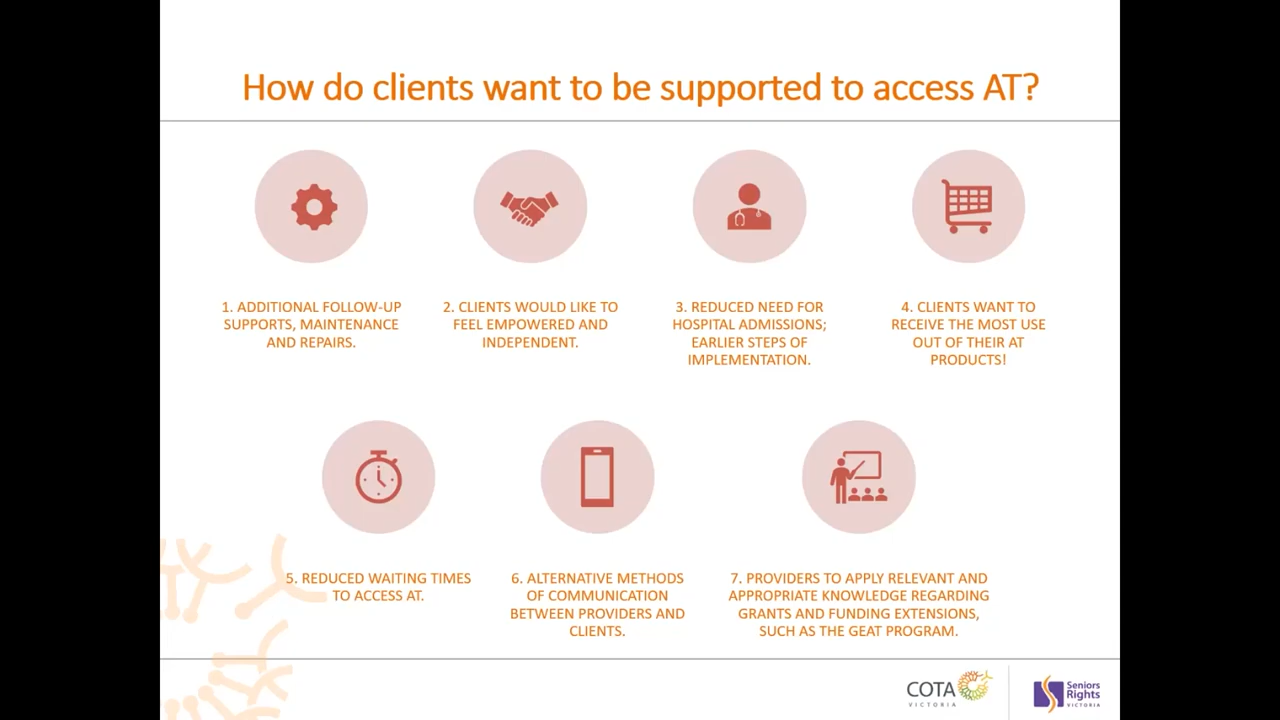 How do clients want to be supported to access AT?
1. ADDITIONAL FOLLOW-UP
SUPPORTS, MAINTENANCE
AND REPAIRS.
2. CLIENTS WOULD LIKE TO
FEEL EMPOWERED AND
INDEPENDENT.
3. REDUCED NEED FOR
HOSPITAL ADMISSIONS;
EARLIER STEPS OF
IMPLEMENTATION.
4. CLIENTS WANT TO
RECEIVE THE MOST USE
OUT OF THEIR AT
PRODUCTS!
5. REDUCED WAITING TIMES
TO ACCESS AT.
6. ALTERNATIVE METHODS
OF COMMUNICATION
BETWEEN PROVIDERS AND
CLIENTS.
7. PROVIDERS TO APPLY RELEVANT AND
APPROPRIATE KNOWLEDGE REGARDING
GRANTS AND FUNDING EXTENSIONS,
SUCH AS THE GEAT PROGRAM.
COTA
VICTORIA
Seniors
Rights
VICTORIA